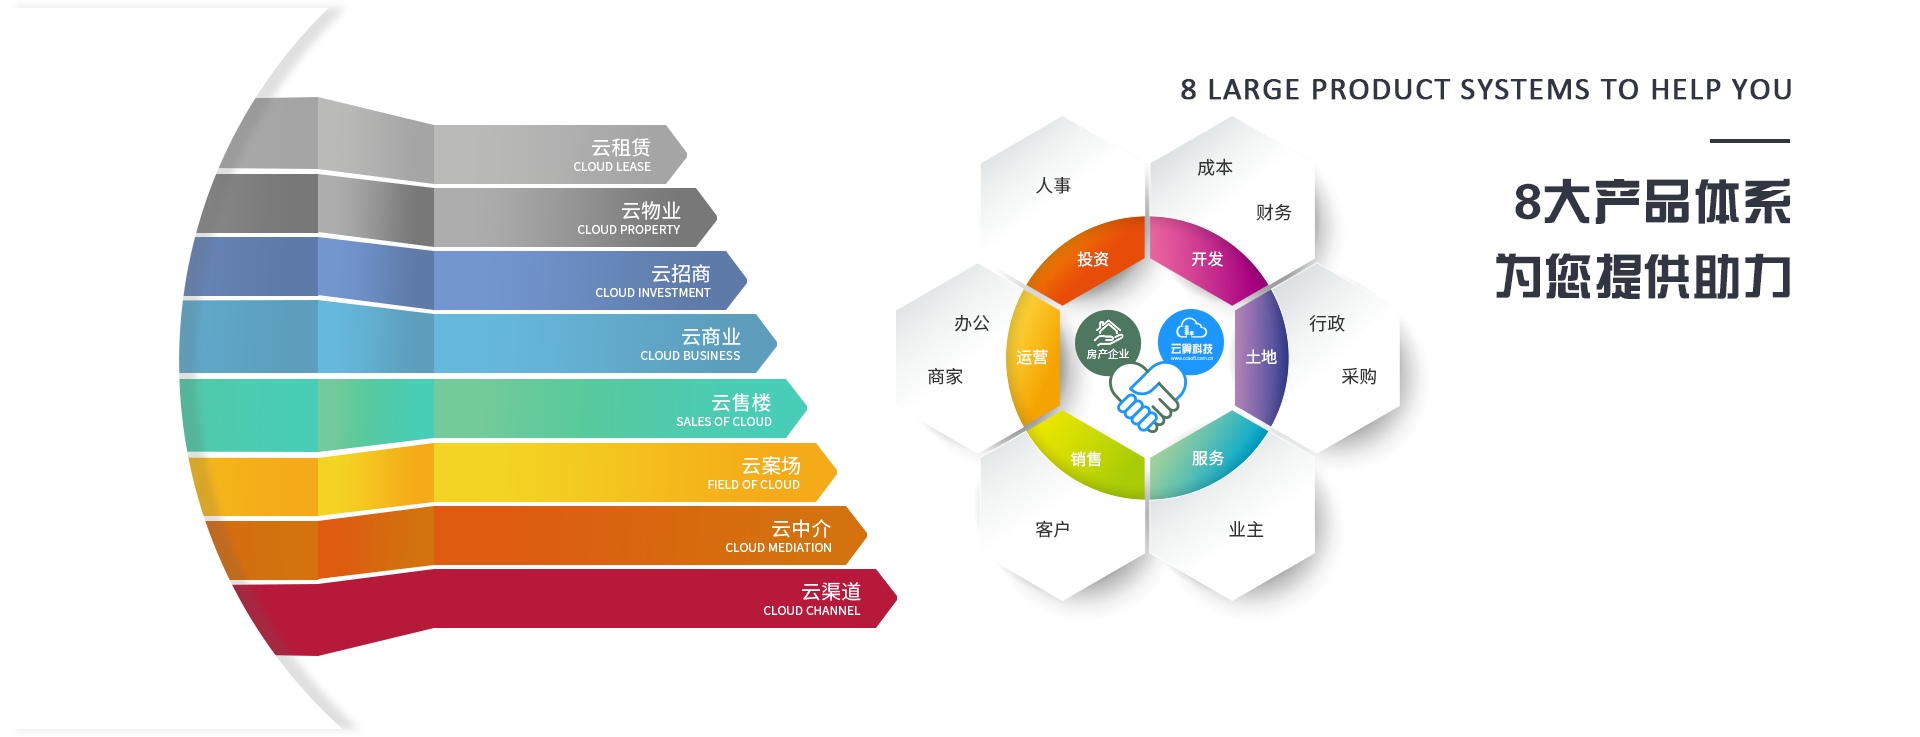 云租赁
CLOUD LEASE
云物业
CLOUD PROPERTY
云招商
CLOUD INVESTMENT
云商业
CLOUD BUSINESS
云售楼
SALES OF CLOUD
云案场
FIELD OF CLOUD
云中介
CLOUD MEDIATION
云渠道
CLOUD CHANNEL
8 LARGE PRODUCT SYSTEMS TO HELP YOU
8大产品体系
为您提供助力
人事
成本
财务
投资
开发
办公
商家
运营
房产企业
云翼科技
土地
行政
采购
销售
服务
客户
业主